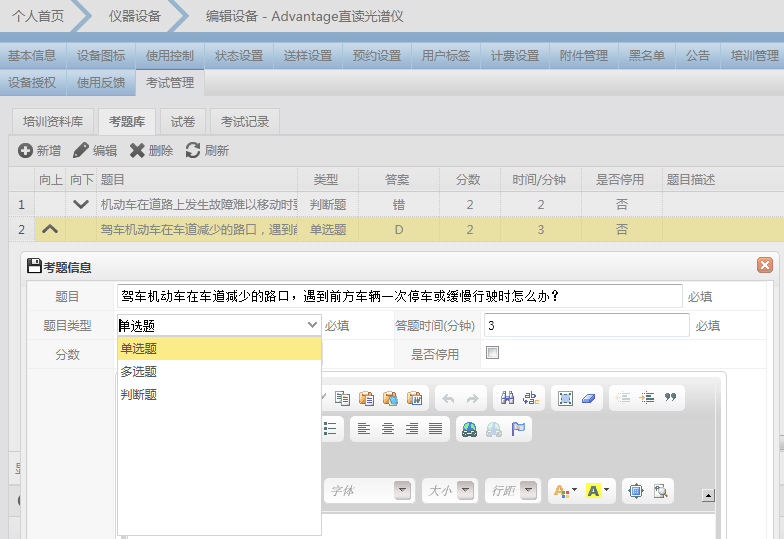 个人首页 仪器设备 编辑设备 - Advantage直读光谱仪
基本信息 设备图标 使用控制 状态设置 送样设置 预约设置 用户标签 计费设置 附件管理 黑名单 公告 培训管理
设备授权 使用反馈 考试管理
培训资料库 考题库 试卷 考试记录
新增 编辑 删除 刷新
向上 向下 题目 类型 答案 分数 时间/分钟 是否停用 题目描述
1 机动车在道路上发生故障难以移动时 判断题 错 2 2 否
2 驾车机动车在车道减少的路口，遇到 单选题 D 2 3 否
考题信息
题目 驾车机动车在车道减少的路口，遇到前方车辆一次停车或缓慢行驶时怎么办? 必填
题目类型 单选题 必填 答题时间(分钟) 3 必填
分数 单选题 是否停用
多选题
判断题
字体 大小 行距